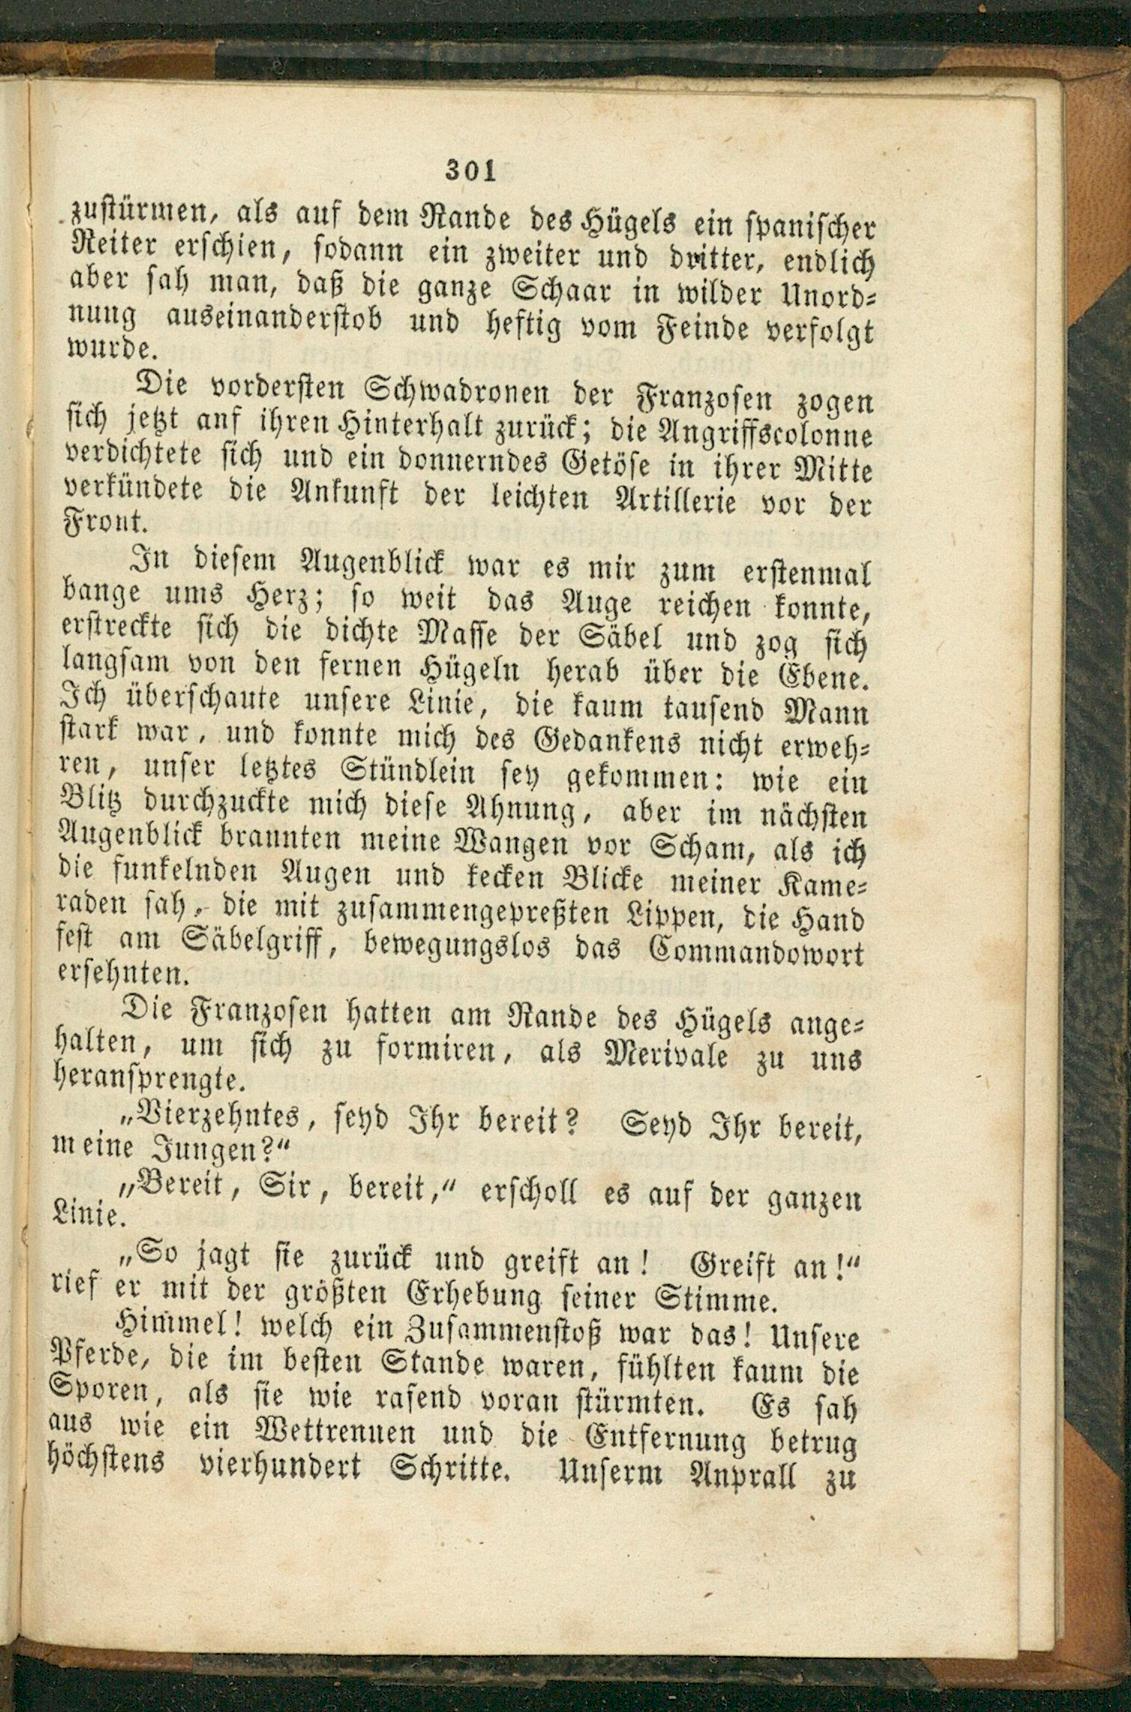 301
zustürmen, als auf dem Rande des Hügels ein spanischer
Reiter erschien, sodann ein zweiter und dritter, endlich
aber sah man, daß die ganze Schaar in wilder Unord-
nung auseinanderstob und heftig vom Feinde verfolgt
wurde.
Die vordersten Schwadronen der Franzosen zogen
sich jetzt auf ihren Hinterhalt zurück; die Angriffscolonne
verdichtete sich und ein donnerndes Getöse in ihrer Mitte
verkündete die Ankunft der leichten Artillerie vor der
Front.
In diesem Augenblick war es mir zum erstenmal
bange ums Herz; so weit das Auge reichen konnte,
erstreckte sich die dichte Masse der Säbel und zog sich
langsam von den fernen Hügeln herab über die Ebene.
Ich überschaute unsere Linie, die kaum tausend Mann
stark war, und konnte mich des Gedankens nicht erweh-
ren, unser letztes Stündlein sey gekommen: wie ein
Blitz durchzuckte mich diese Ahnung, aber im nächsten
Augenblick brannten meine Wangen vor Scham, als ich
die funkelnden Augen und kecken Blicke meiner Kame-
raden sah, die mit zusammengepreßten Lippen, die Hand
fest am Säbelgriff, bewegungslos das Commandowort
ersehnten.
Die Franzosen hatten am Rande des Hügels ange-
halten, um sich zu formiren, als Merivale zu uns
heransprengte.
„Vierzehntes, seyd Ihr bereit? Seyd Ihr bereit,
meine Jungen?“
„Bereit, Sir, bereit,“ erscholl es auf der ganzen
Linie.
„So jagt sie zurück und greift an! Greift an!“
rief er mit der größten Erhebung seiner Stimme.
Himmel! welch ein Zusammenstoß war das! Unsere
Pferde, die im besten Stande waren, fühlten kaum die
Sporen, als sie wie rasend voran stürmten. Es sah
aus wie ein Wettrennen und die Entfernung betrug
höchstens vierhundert Schritte. Unserm Anprall zu